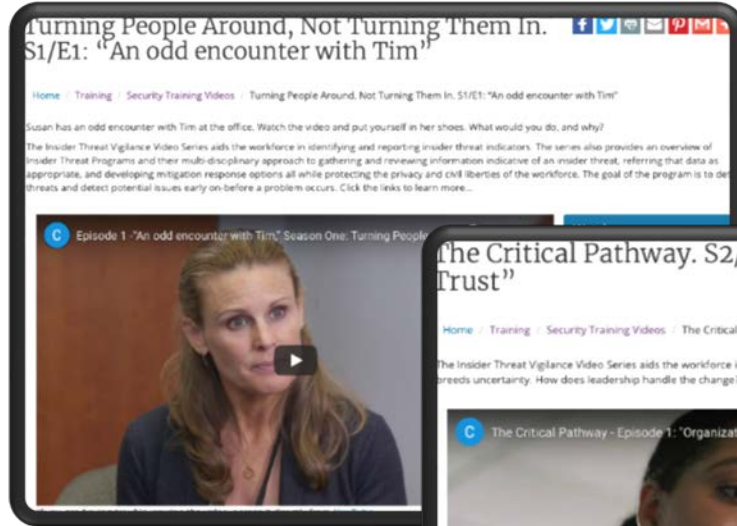 Turning People Around, Not Turning Them In.
S1/E1: “An odd encounter with Tim”
Home / Training / Security Training Videos / Turning People Around, Not Turning Them In. S1/E1: "An odd encounter with Tim"
Susan has an odd encounter with Tim at the office. Watch the video and put yourself in her shoes. What would you do, and why?
The Insider Threat Vigilance Video Series aids the workforce in identifying and reporting insider threat indicators. The series also provides an overview of
Insider Threat Programs and their multi-disciplinary approach to gathering and reviewing information indicative of an insider threat, referring that data as
appropriate, and developing mitigation response options all while protecting the privacy and civil liberties of the workforce. The goal of the program is to det
threats and detect potential issues early on-before a problem occurs. Click the links to learn more...
C Episode 1 -"An odd encounter with Tim," Season One: Turning People
The Critical Pathway. S2/
Trust”
Home / Training / Security Training Videos / The Critical
The Insider Threat Vigilance Video Series aids the workforce i
breeds uncertainty. How does leadership handle the change?
C The Critical Pathway - Episode 1: "Organizat